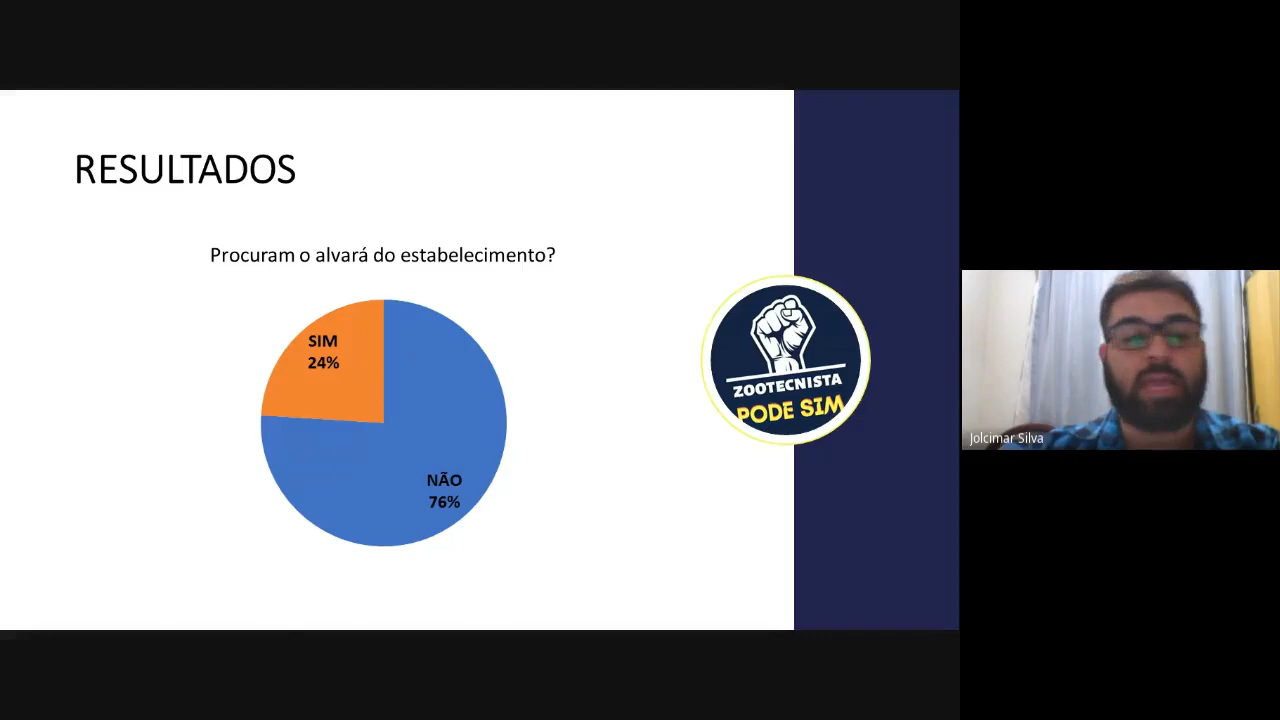 RESULTADOS
Procuram o alvará do estabelecimento?
SIM
24%
NÃO
76%
ZOOTECNISTA
PODE SIM
Jolcimar Silva